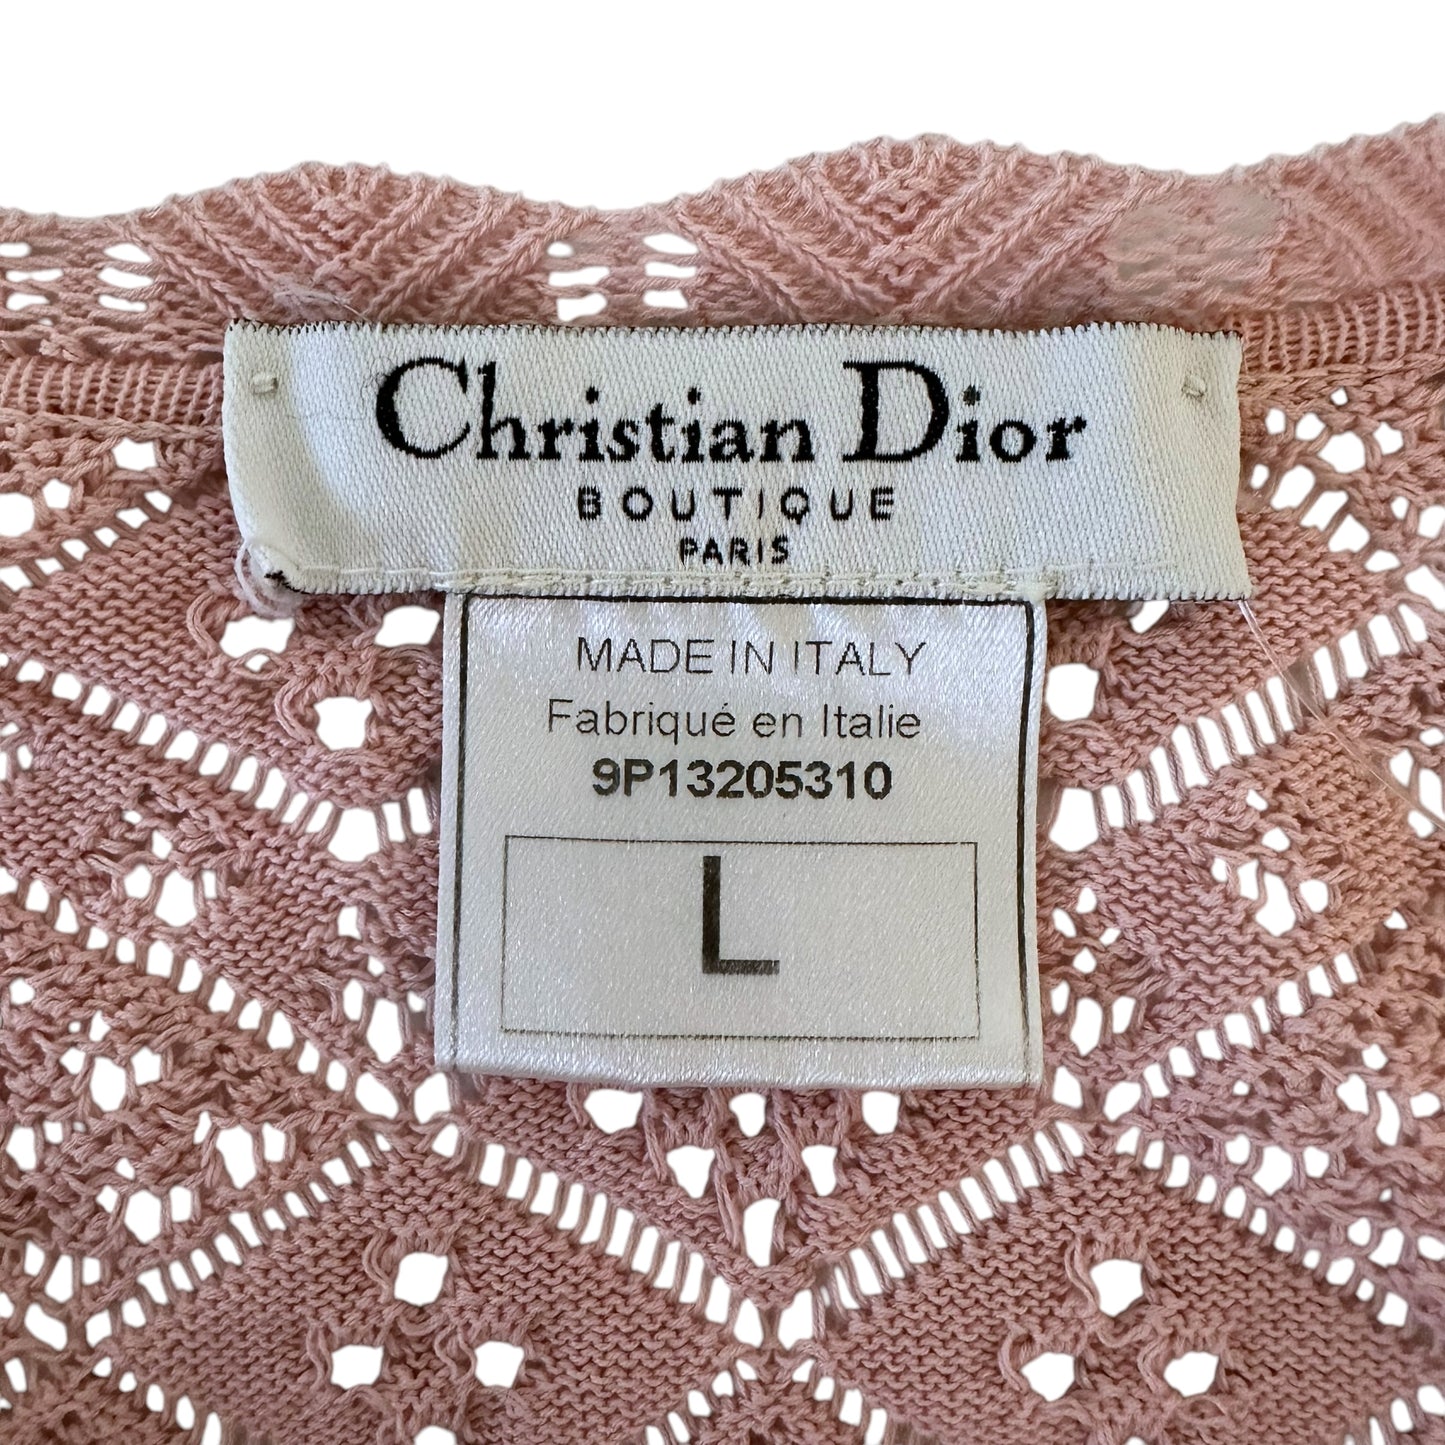 Christian Dior
BOUTIQUE
PARIS
MADE IN ITALY
Fabriqué en Italie
9P13205310
L